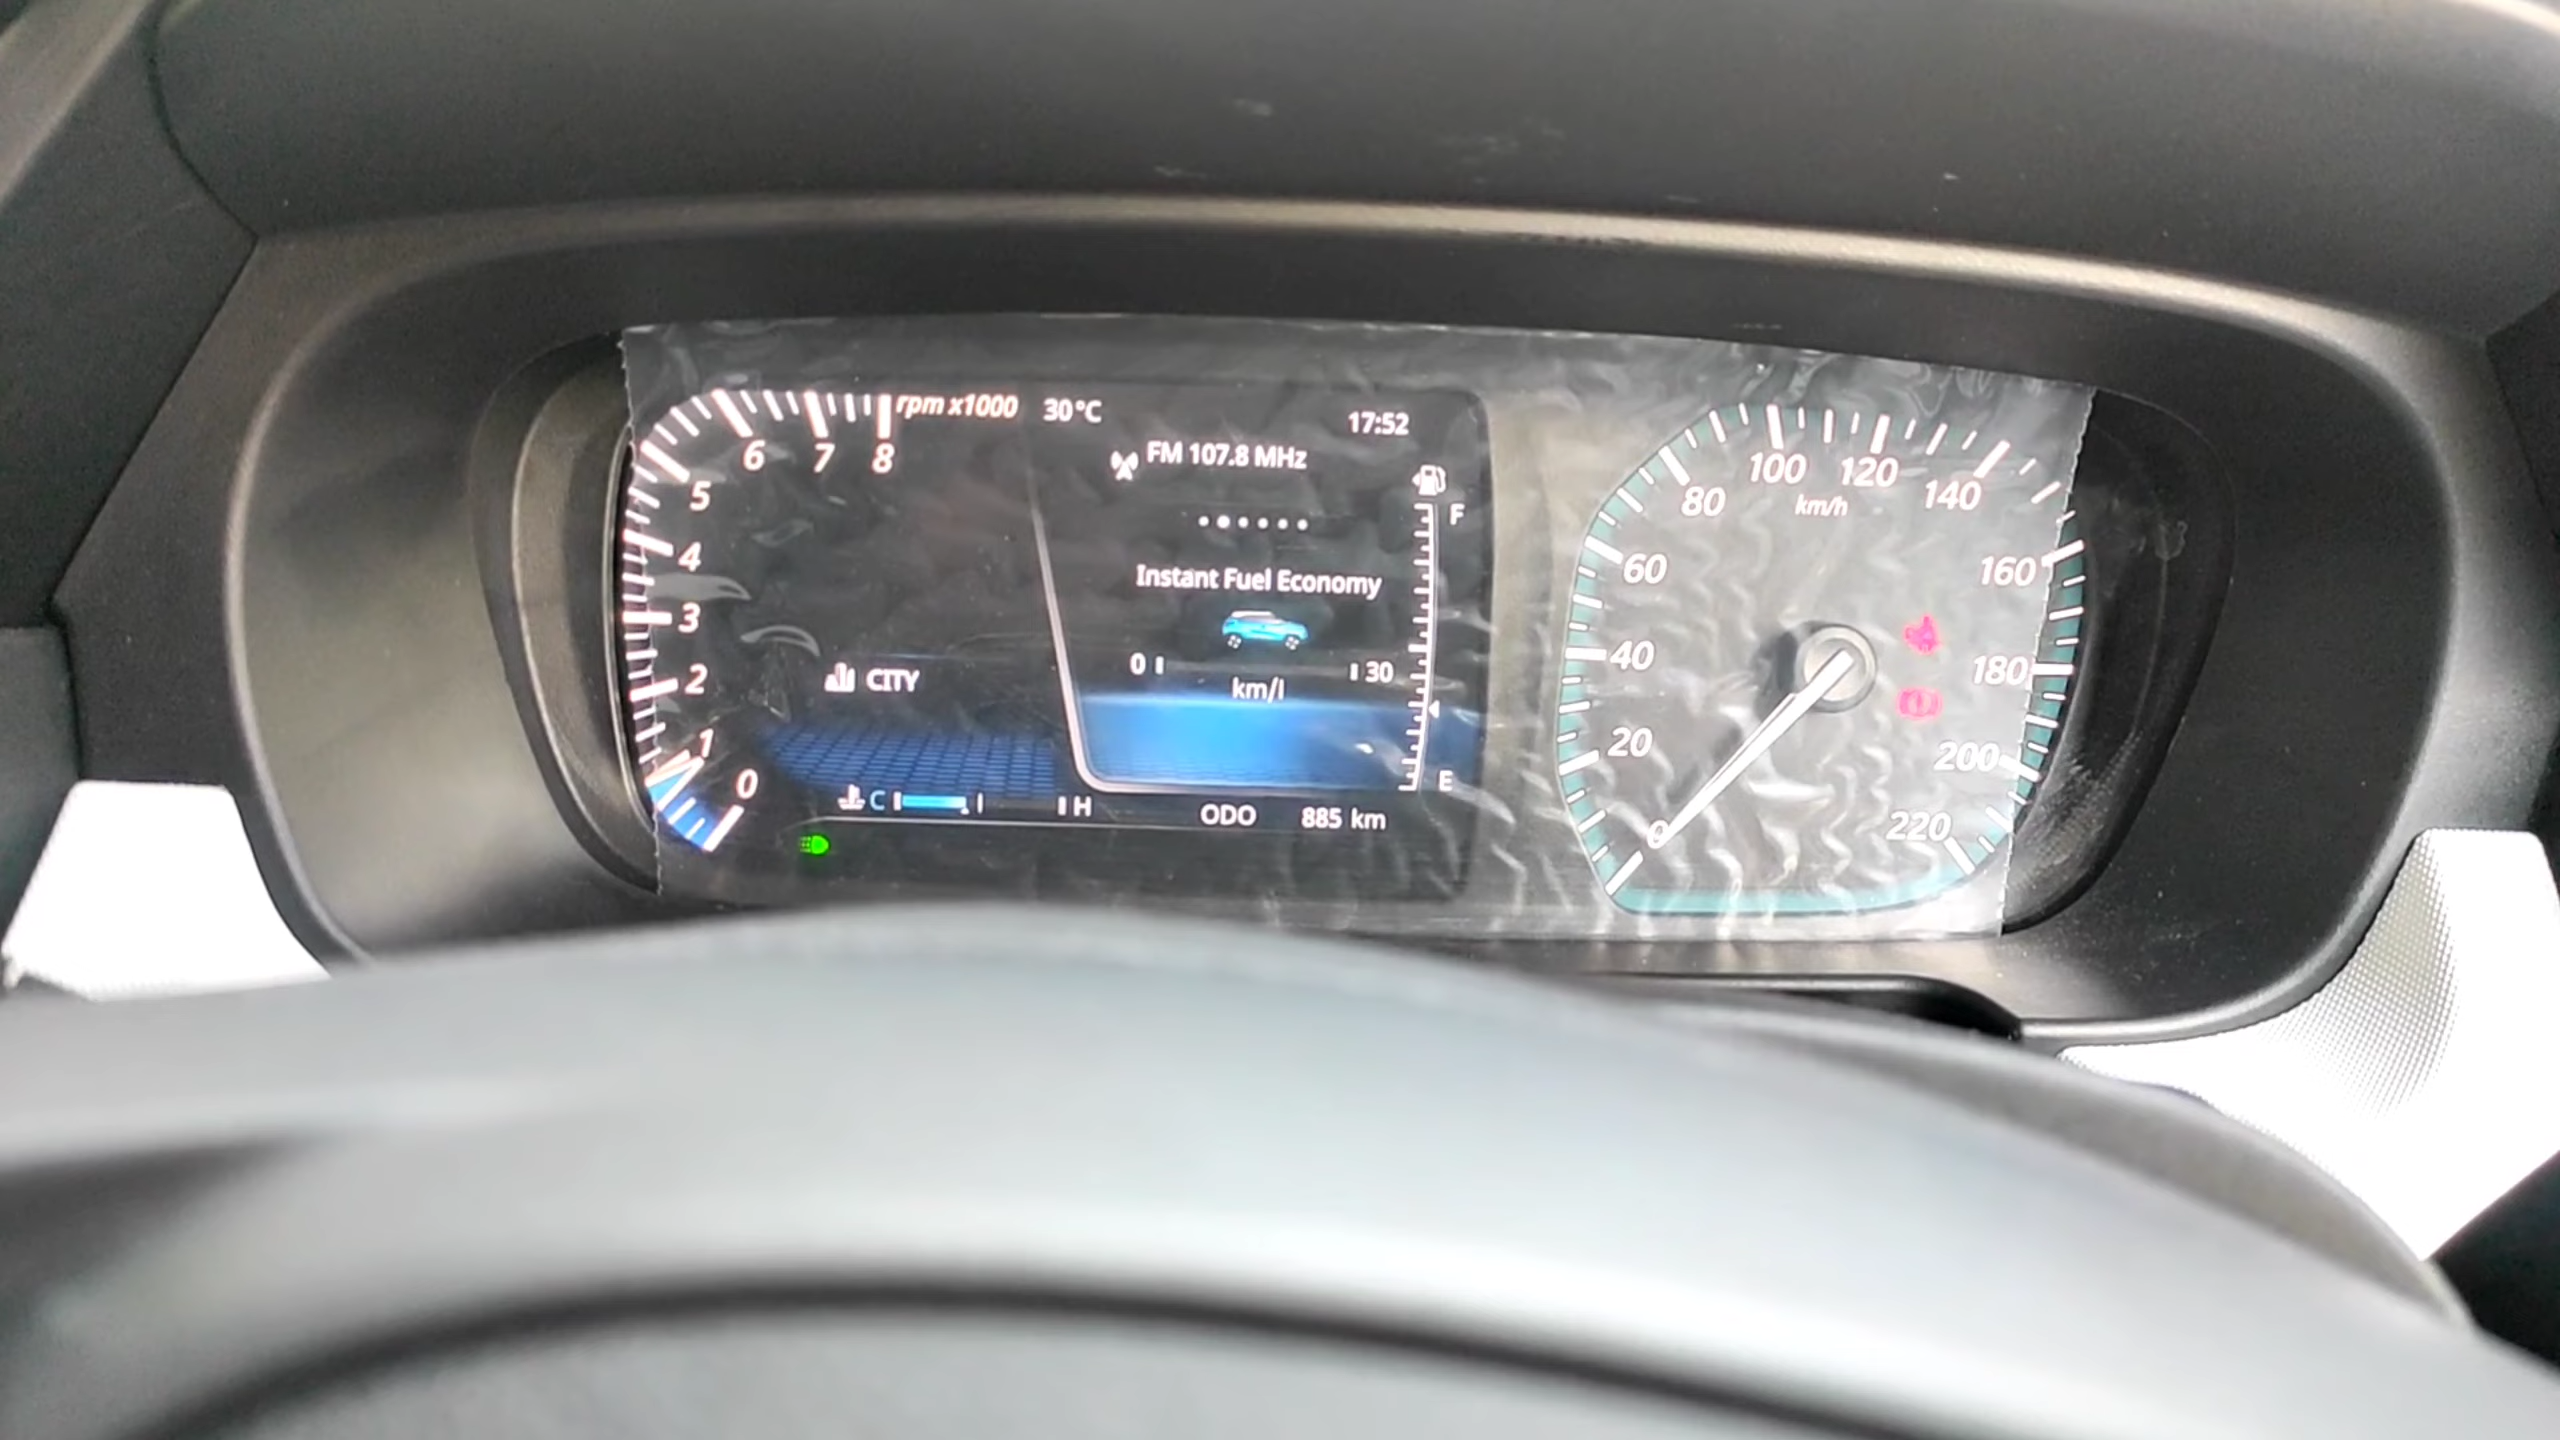 rpm x1000
30°C
17:52
FM 107.8 MHz
6 7 8
5
4
3
2
1
0
CITY
Instant Fuel Economy
0 30
km/l
F
E
C H
ODO 885 km
0
20
40
60
80
100
120
140
160
180
200
220
km/h